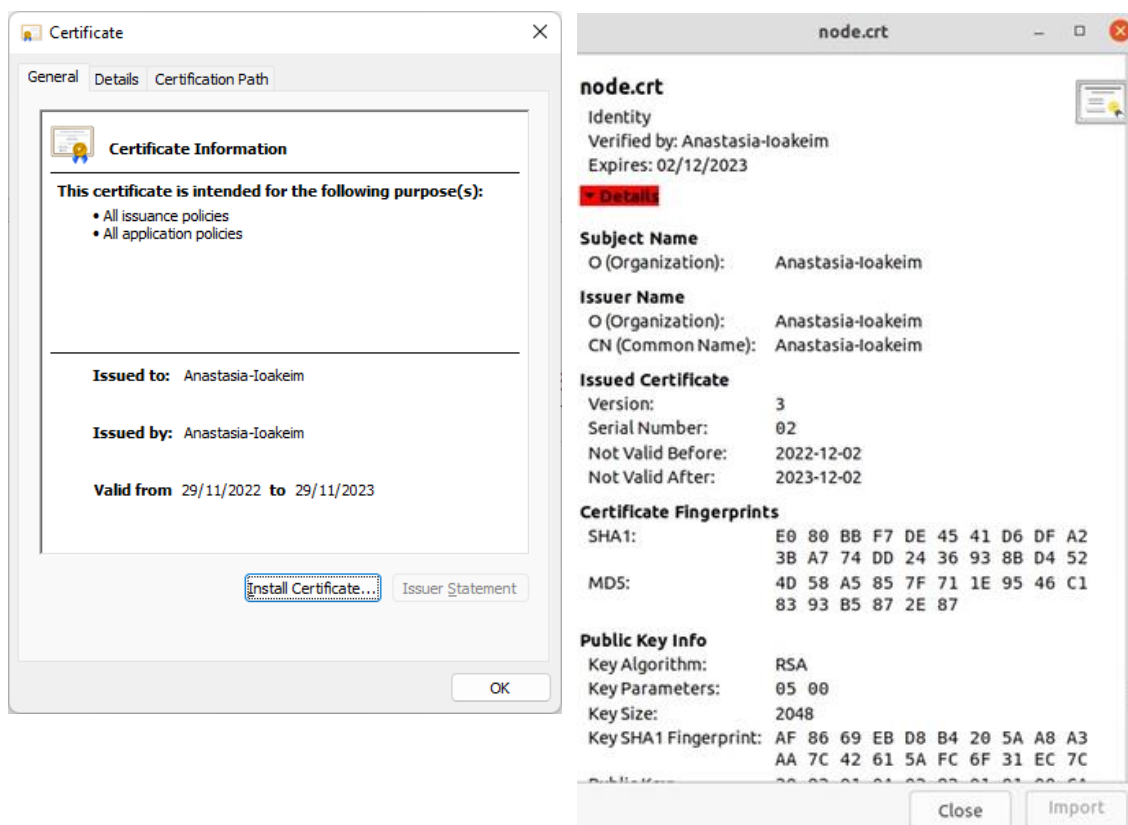 Certificate
General Details Certification Path
Certificate Information
This certificate is intended for the following purpose(s):
• All issuance policies
• All application policies
Issued to: Anastasia-Ioakeim
Issued by: Anastasia-Ioakeim
Valid from 29/11/2022 to 29/11/2023
Install Certificate... Issuer Statement
OK
node.crt
node.crt
Identity
Verified by: Anastasia-Ioakeim
Expires: 02/12/2023
Details
Subject Name
O (Organization): Anastasia-Ioakeim
Issuer Name
O (Organization): Anastasia-Ioakeim
CN (Common Name): Anastasia-Ioakeim
Issued Certificate
Version: 3
Serial Number: 02
Not Valid Before: 2022-12-02
Not Valid After: 2023-12-02
Certificate Fingerprints
SHA1: E0 80 BB F7 DE 45 41 D6 DF A2
3B A7 74 DD 24 36 93 8B D4 52
MD5: 4D 58 A5 85 7F 71 1E 95 46 C1
83 93 B5 87 2E 87
Public Key Info
Key Algorithm: RSA
Key Parameters: 05 00
Key Size: 2048
Key SHA1 Fingerprint: AF 86 69 EB D8 B4 20 5A A8 A3
AA 7C 42 61 5A FC 6F 31 EC 7C
Close Import